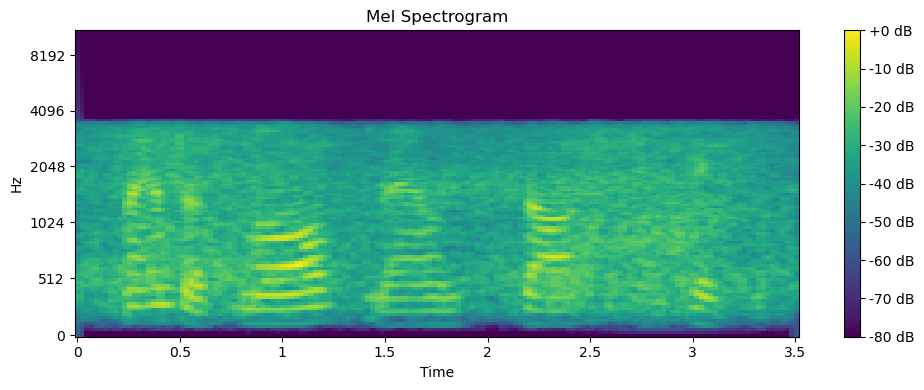 Mel Spectrogram
Hz
8192
4096
2048
1024
512
0
0 0.5 1 1.5 2 2.5 3 3.5
Time
+0 dB
-10 dB
-20 dB
-30 dB
-40 dB
-50 dB
-60 dB
-70 dB
-80 dB